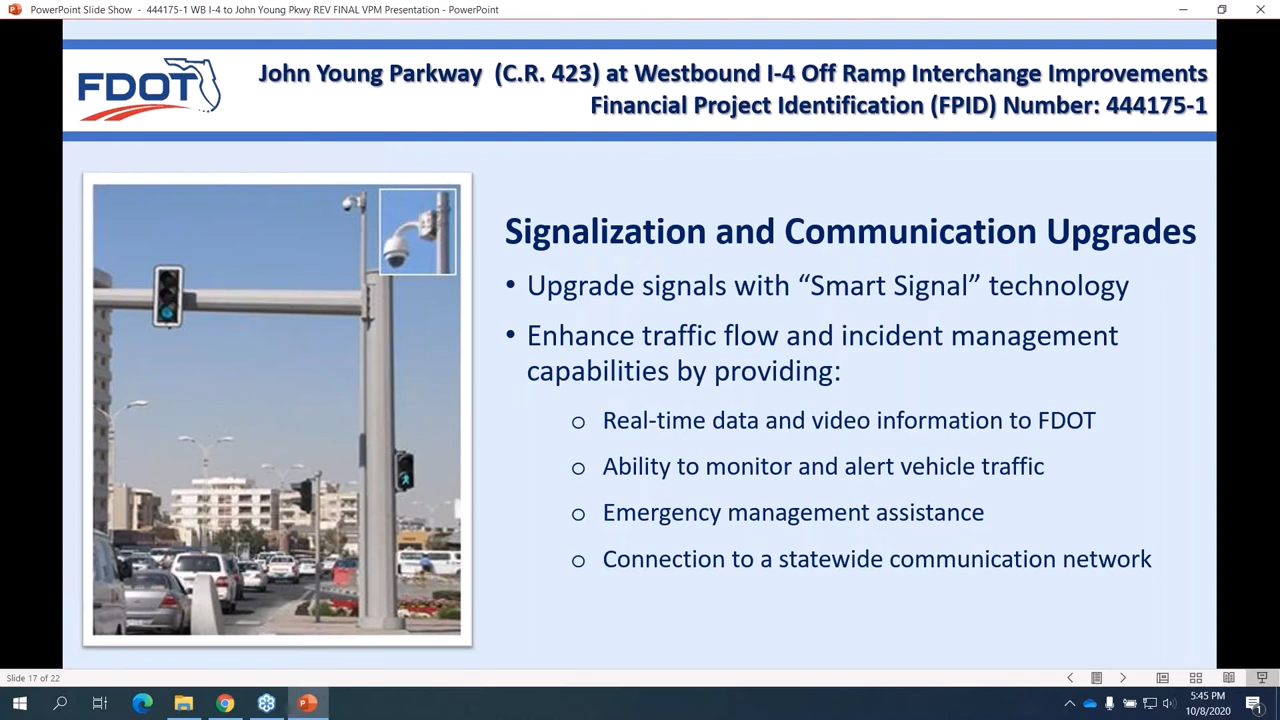 PowerPoint Slide Show - 444175-1 WB I-4 to John Young Pkwy REV FINAL VPM Presentation - PowerPoint
FDOT
John Young Parkway (C.R. 423) at Westbound I-4 Off Ramp Interchange Improvements
Financial Project Identification (FPID) Number: 444175-1
Signalization and Communication Upgrades
• Upgrade signals with “Smart Signal” technology
• Enhance traffic flow and incident management
capabilities by providing:
o Real-time data and video information to FDOT
o Ability to monitor and alert vehicle traffic
o Emergency management assistance
o Connection to a statewide communication network
Slide 17 of 22
5:45 PM
10/8/2020
1